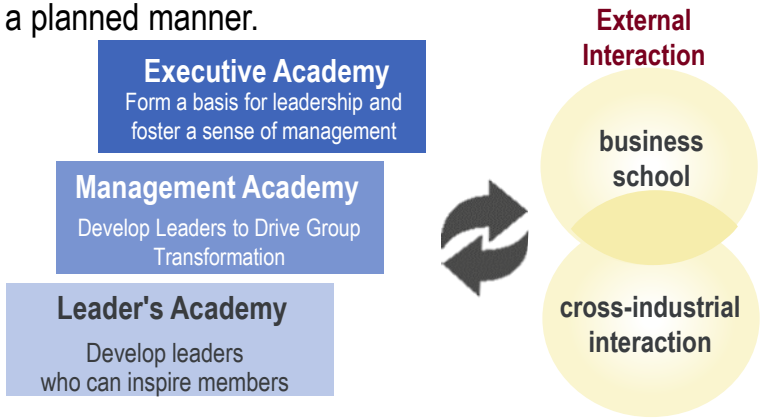 a planned manner.
Executive Academy
Form a basis for leadership and
foster a sense of management
Management Academy
Develop Leaders to Drive Group
Transformation
Leader's Academy
Develop leaders
who can inspire members
External
Interaction
business
school
cross-industrial
interaction